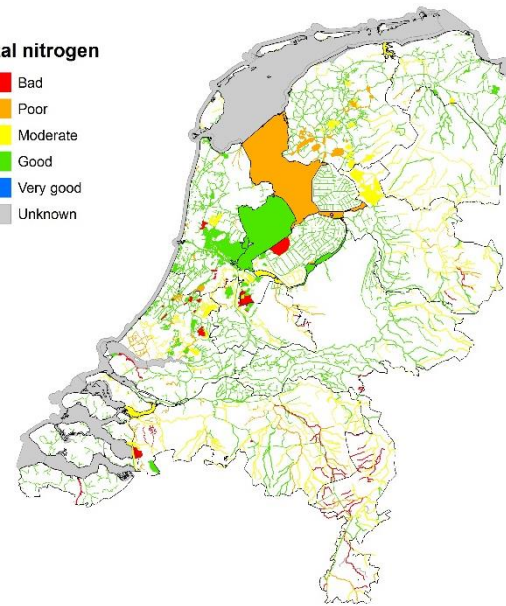 al nitrogen
Bad
Poor
Moderate
Good
Very good
Unknown